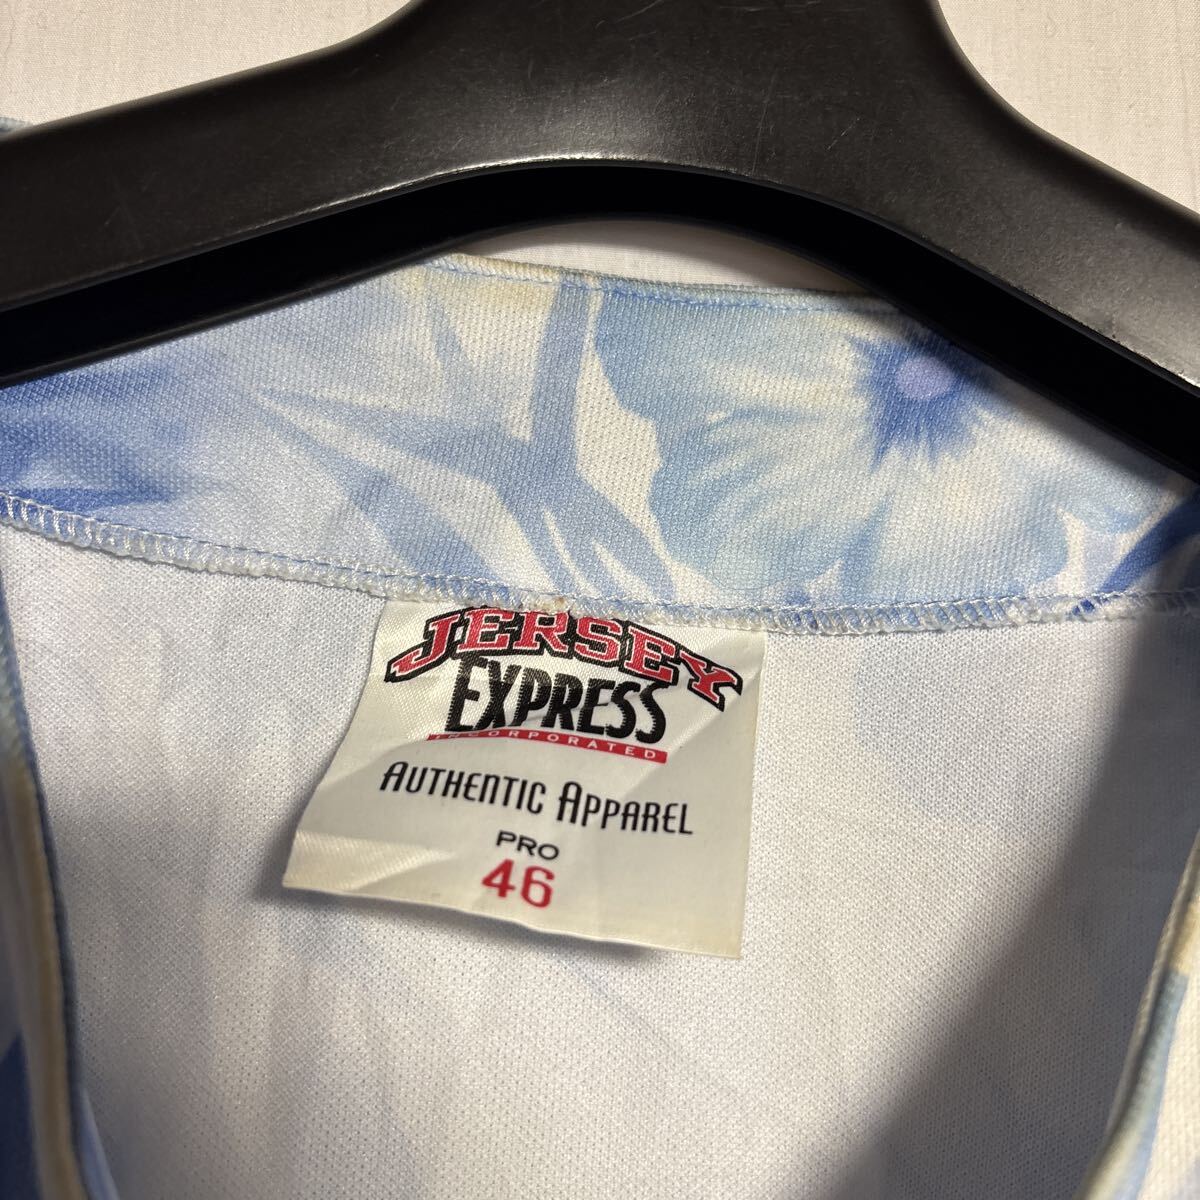 JERSEY
EXPRESS
INCORPORATED
AUTHENTIC APPAREL
PRO
46